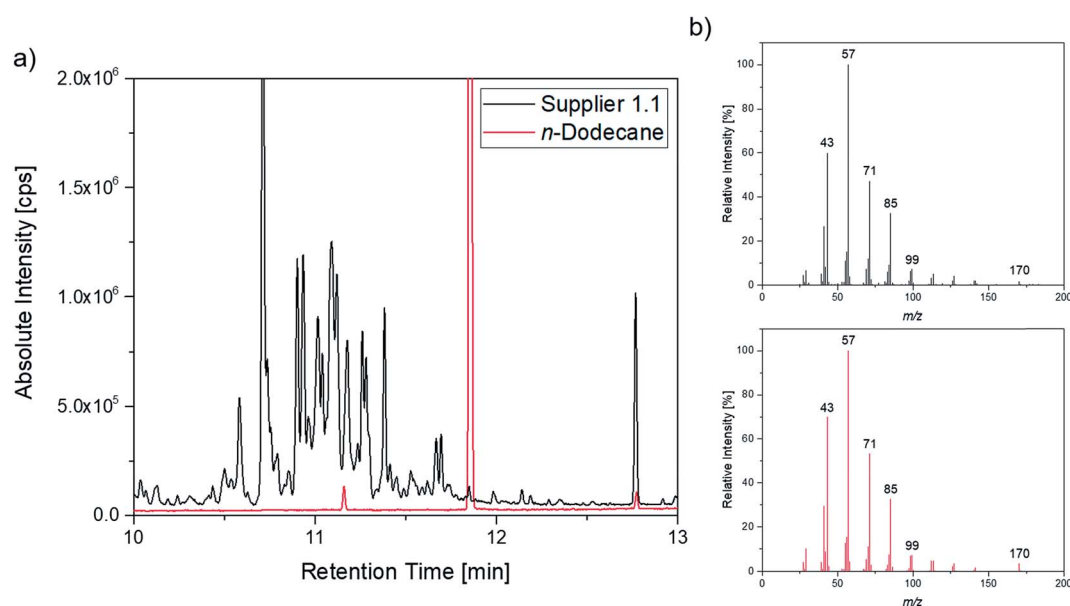 a)
Absolute Intensity [cps]
2.0x10⁶
1.5x10⁶
1.0x10⁶
5.0x10⁵
0.0
10
11
12
13
Retention Time [min]
Supplier 1.1
n-Dodecane
b)
Relative Intensity [%]
100
80
60
40
20
0
57
43
71
85
99
170
0
50
100
150
200
m/z
Relative Intensity [%]
100
80
60
40
20
0
57
43
71
85
99
170
0
50
100
150
200
m/z